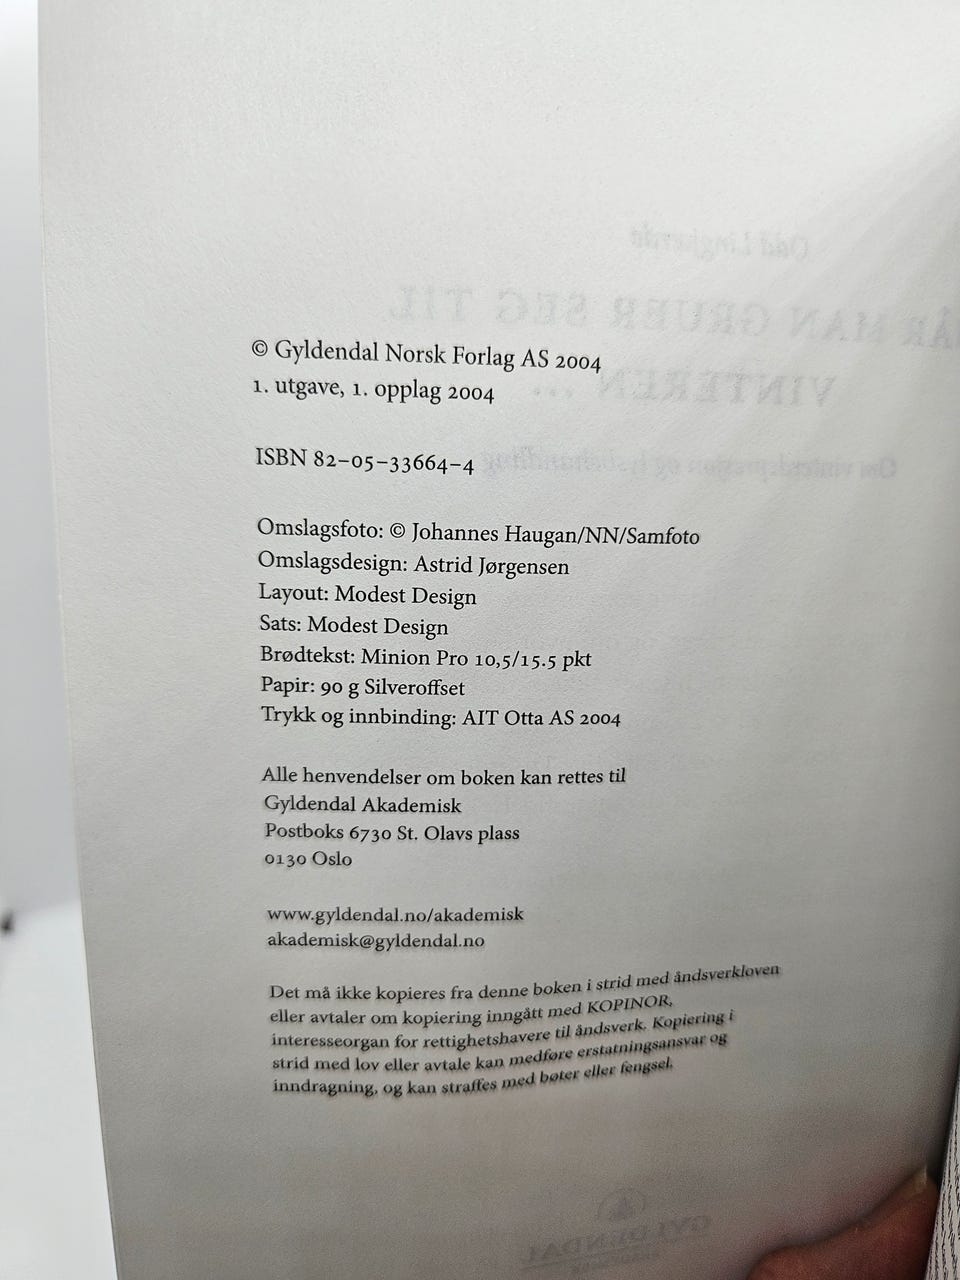 © Gyldendal Norsk Forlag AS 2004
1. utgave, 1. opplag 2004
ISBN 82-05-33664-4
Omslagsfoto: © Johannes Haugan/NN/Samfoto
Omslagsdesign: Astrid Jørgensen
Layout: Modest Design
Sats: Modest Design
Brødtekst: Minion Pro 10,5/15.5 pkt
Papir: 90 g Silveroffset
Trykk og innbinding: AIT Otta AS 2004
Alle henvendelser om boken kan rettes til
Gyldendal Akademisk
Postboks 6730 St. Olavs plass
0130 Oslo
www.gyldendal.no/akademisk
akademisk@gyldendal.no
Det må ikke kopieres fra denne boken i strid med åndsverkloven
eller avtaler om kopiering inngått med KOPINOR,
interesseorgan for rettighetshavere til åndsverk. Kopiering i
strid med lov eller avtale kan medføre erstatningsansvar og
inndragning, og kan straffes med bøter eller fengsel.